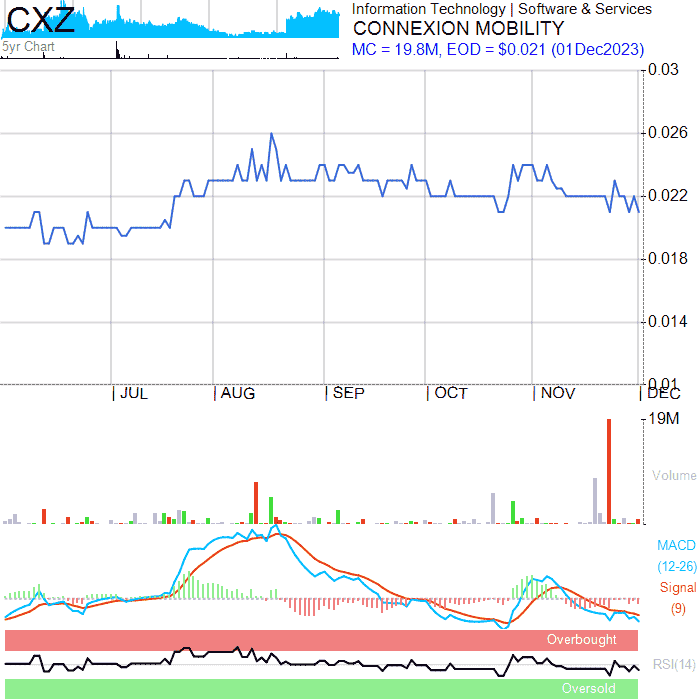 CXZ
5yr Chart
Information Technology | Software & Services
CONNEXION MOBILITY
MC = 19.8M, EOD = $0.021 (01Dec2023)
0.03
0.026
0.022
0.018
0.014
0.01
| JUL | AUG | SEP | OCT | NOV | DEC
19M
Volume
MACD
(12-26)
Signal
(9)
Overbought
RSI(14)
Oversold